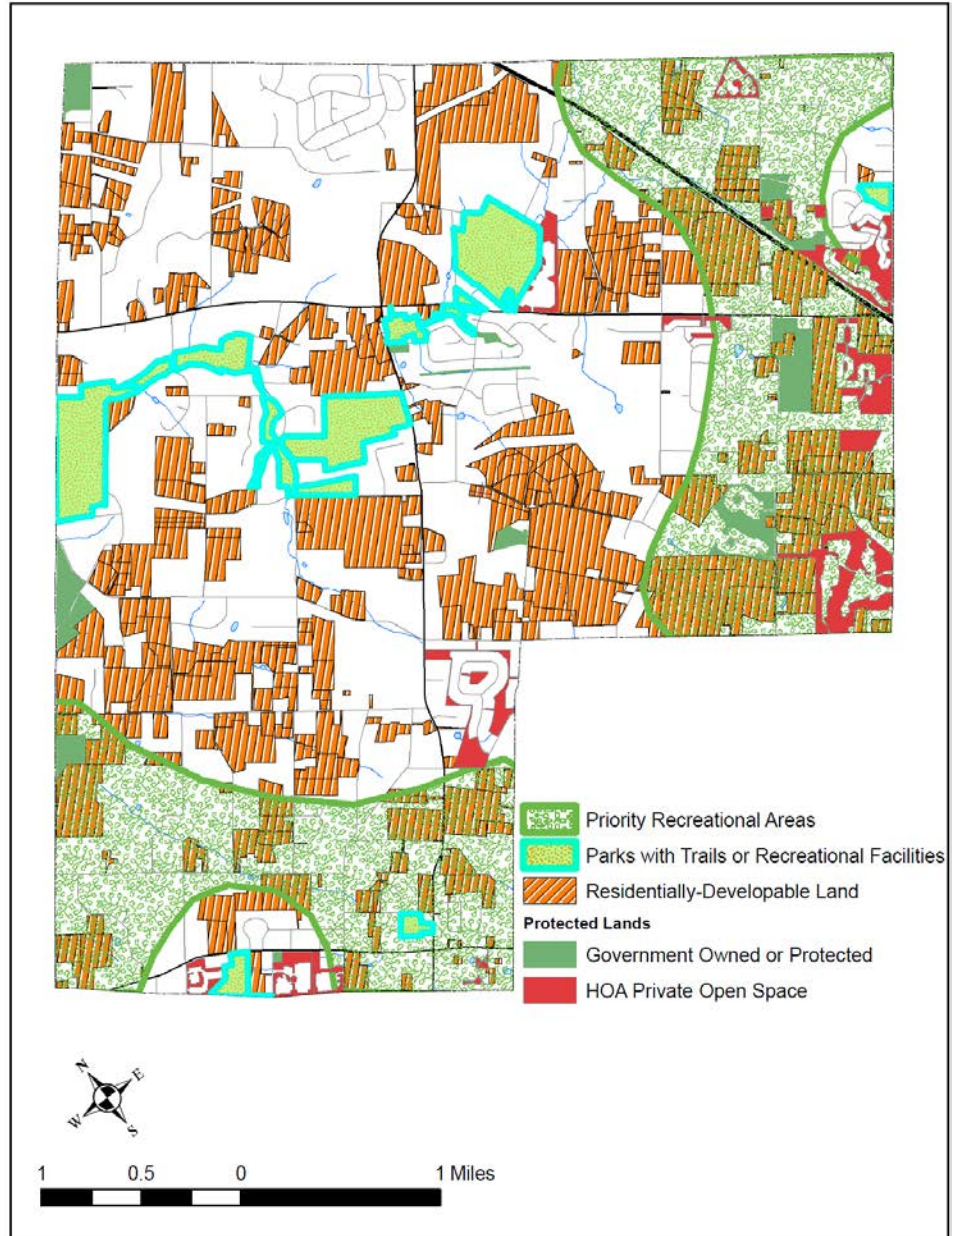 Priority Recreational Areas
Parks with Trails or Recreational Facilities
Residentially-Developable Land
Protected Lands
Government Owned or Protected
HOA Private Open Space
N
E
W
S
1 0.5 0 1 Miles